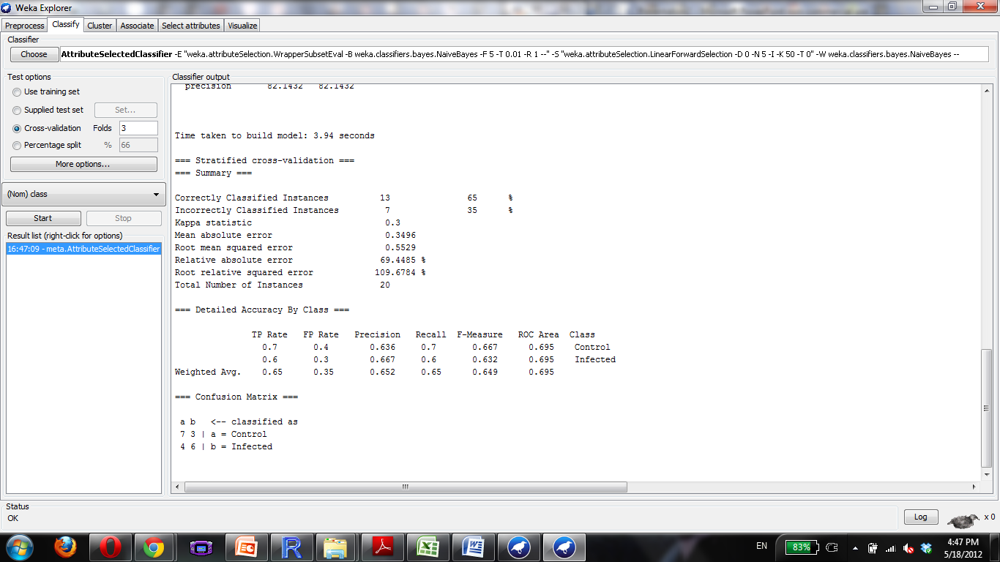 Weka Explorer
Preprocess Classify Cluster Associate Select attributes Visualize
Classifier
Choose AttributeSelectedClassifier -E "weka.attributeSelection.WrapperSubsetEval -B weka.classifiers.bayes.NaiveBayes -F 5 -T 0.01 -R 1 --" -S "weka.attributeSelection.LinearForwardSelection -D 0 -N 5 -I -K 50 -T 0" -W weka.classifiers.bayes.NaiveBayes --
Test options
Use training set
Supplied test set Set...
Cross-validation Folds 3
Percentage split % 66
More options...
(Nom) class
Start Stop
Result list (right-click for options)
16:47:09 - meta.AttributeSelectedClassifier
Classifier output
precision 82.1432 82.1432
Time taken to build model: 3.94 seconds
=== Stratified cross-validation ===
=== Summary ===
Correctly Classified Instances 13 65 %
Incorrectly Classified Instances 7 35 %
Kappa statistic 0.3
Mean absolute error 0.3496
Root mean squared error 0.5529
Relative absolute error 69.4485 %
Root relative squared error 109.6784 %
Total Number of Instances 20
=== Detailed Accuracy By Class ===
TP Rate FP Rate Precision Recall F-Measure ROC Area Class
0.7 0.4 0.636 0.7 0.667 0.695 Control
0.6 0.3 0.667 0.6 0.632 0.695 Infected
Weighted Avg. 0.65 0.35 0.652 0.65 0.649 0.695
=== Confusion Matrix ===
a b <-- classified as
7 3 | a = Control
4 6 | b = Infected
Status
OK
Log x 0
EN 83% 4:47 PM
5/18/2012